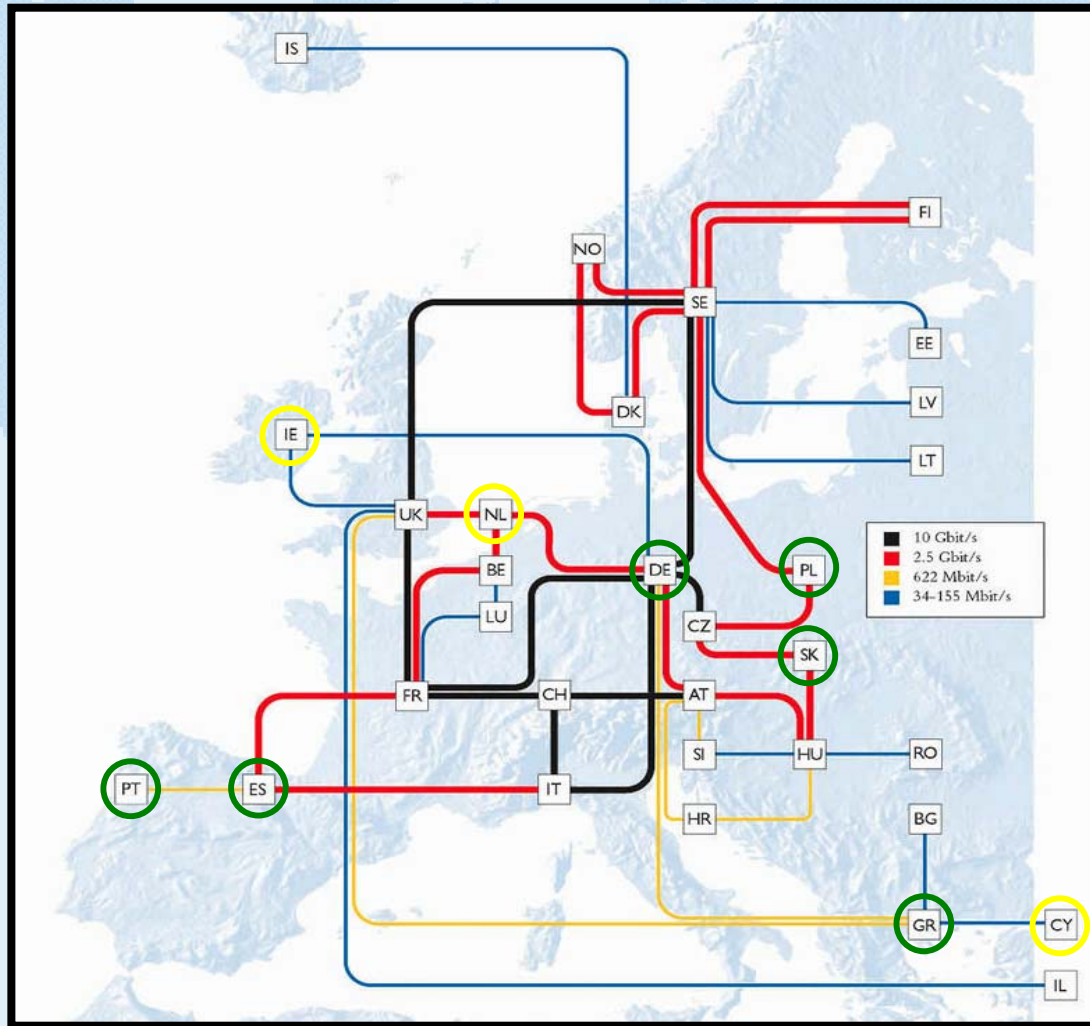 IS
FI
NO
SE
EE
LV
DK
IE
LT
UK
NL
10 Gbit/s
2.5 Gbit/s
622 Mbit/s
34-155 Mbit/s
BE
DE
PL
LU
CZ
SK
FR
CH
AT
SI
HU
RO
PT
ES
IT
HR
BG
GR
CY
IL